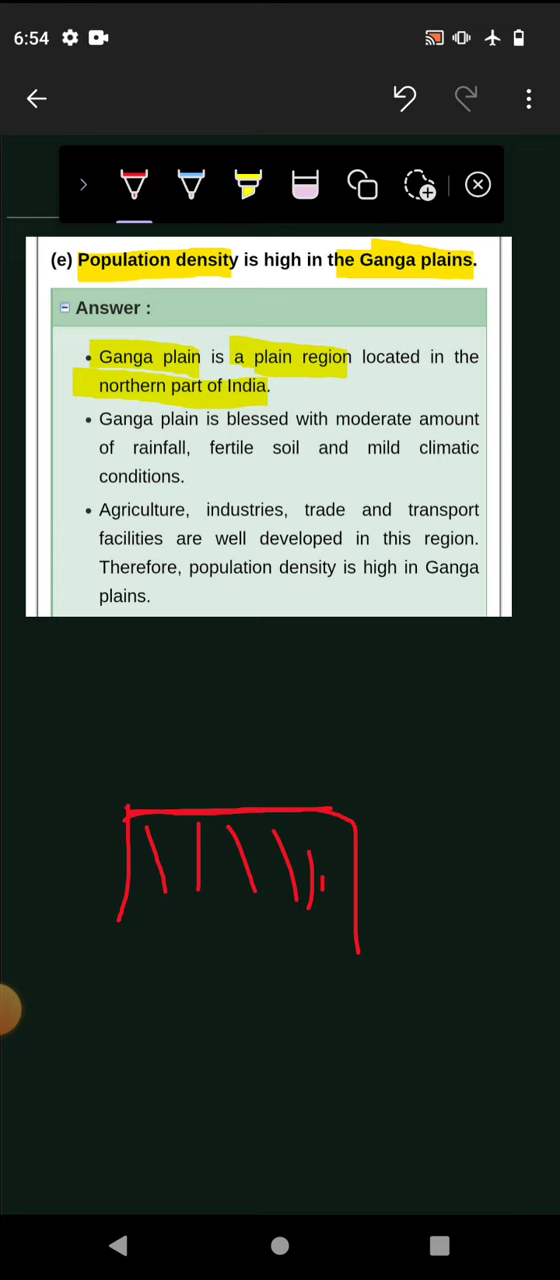 6:54
(e) Population density is high in the Ganga plains.
Answer :
• Ganga plain is a plain region located in the
northern part of India.
• Ganga plain is blessed with moderate amount
of rainfall, fertile soil and mild climatic
conditions.
• Agriculture, industries, trade and transport
facilities are well developed in this region.
Therefore, population density is high in Ganga
plains.